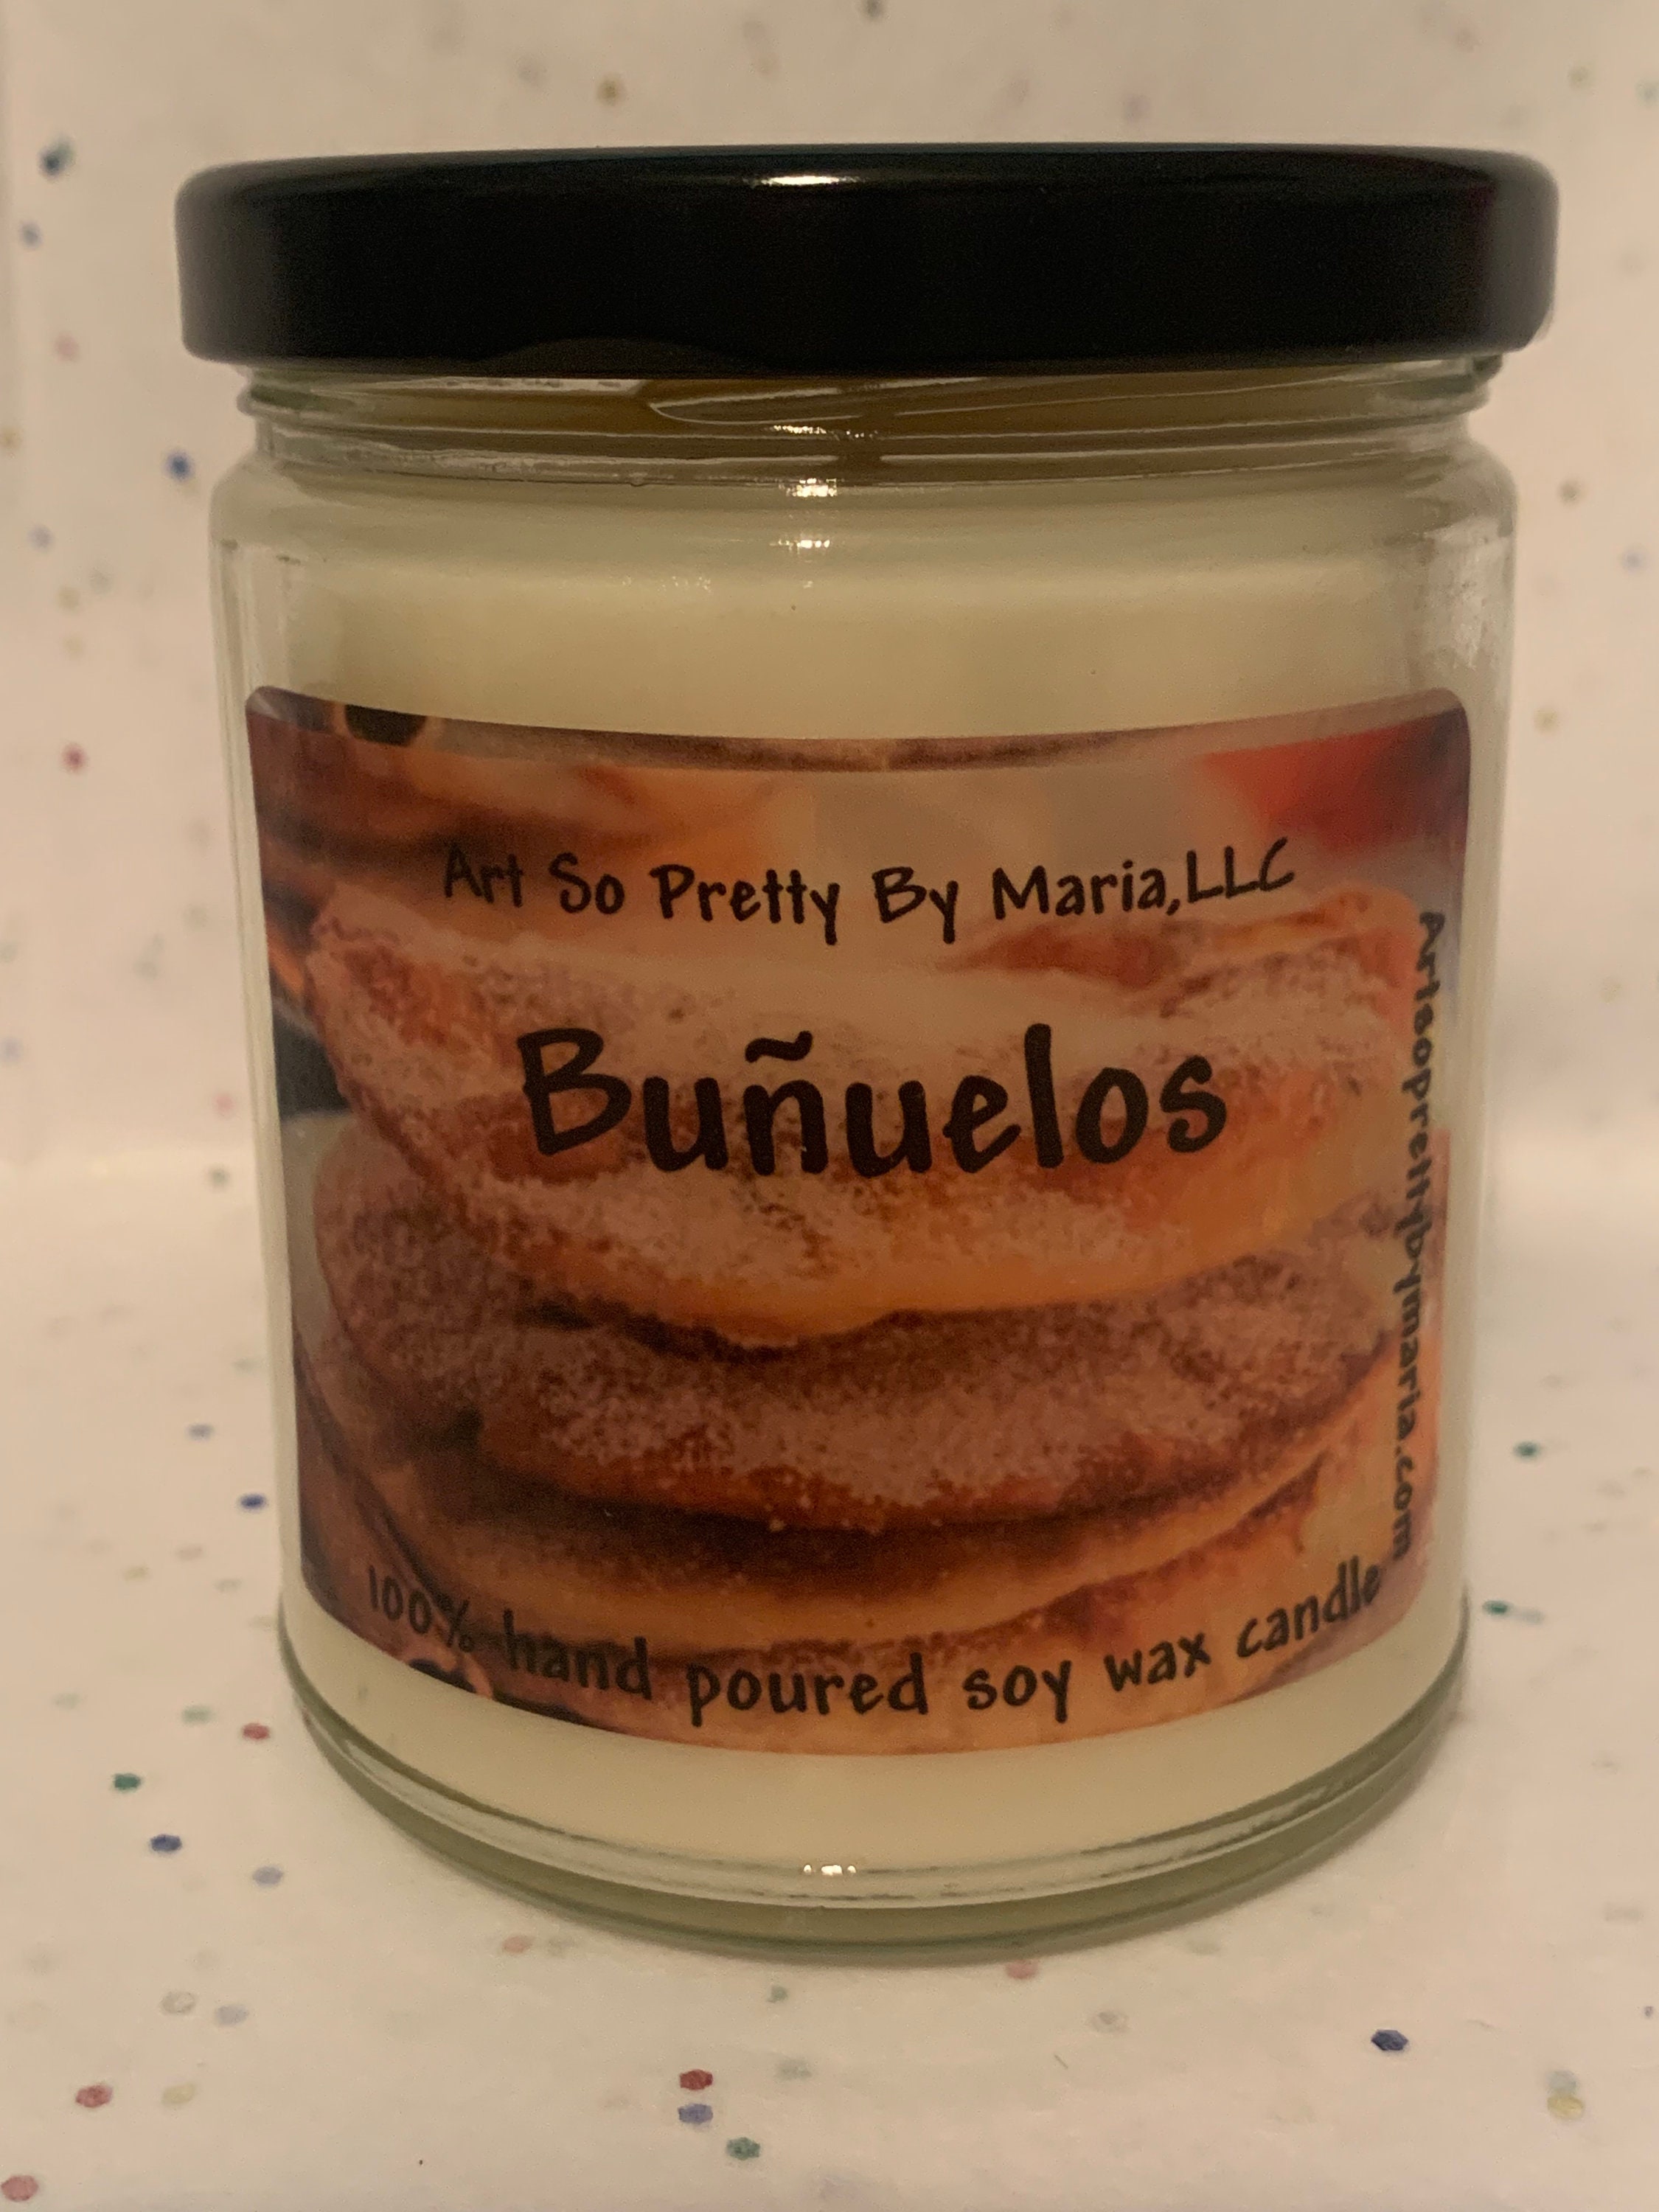 Art So Pretty By Maria,LLC
Buñuelos
Artsoprettybymaria.com
100% hand poured soy wax candle